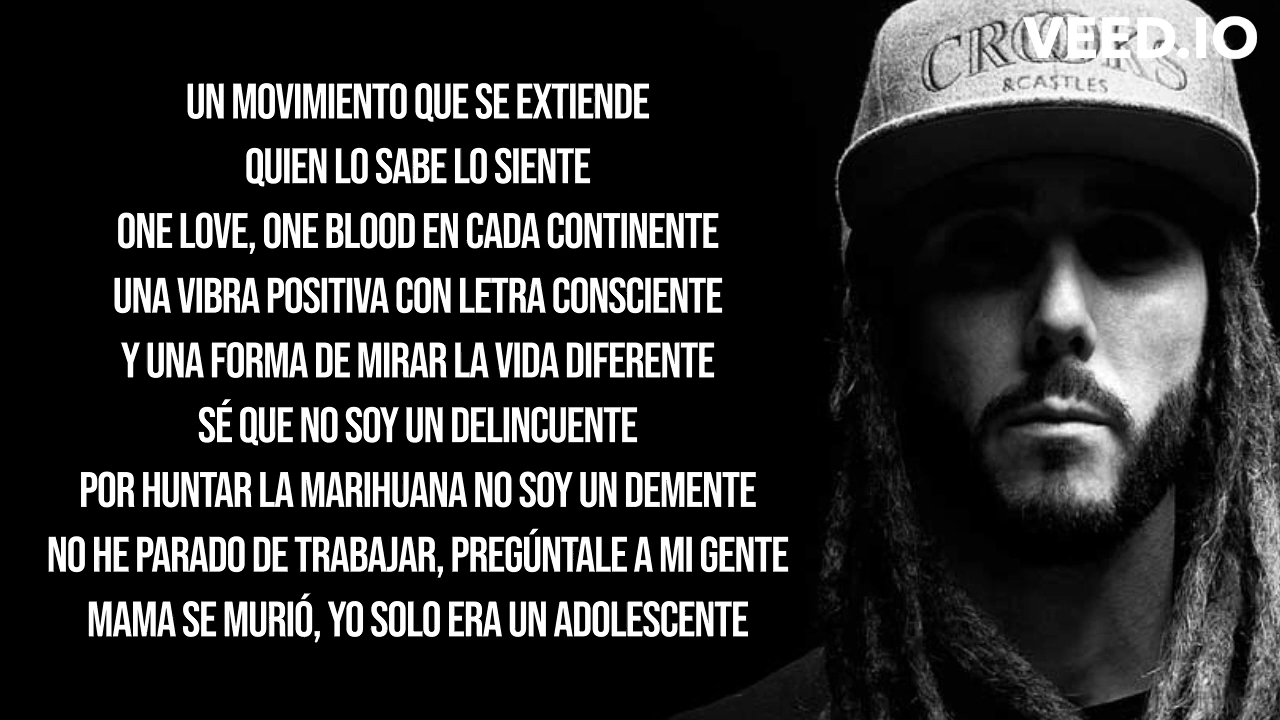 VEED.IO
CROOKS
&CASTLES
UN MOVIMIENTO QUE SE EXTIENDE
QUIEN LO SABE LO SIENTE
ONE LOVE, ONE BLOOD EN CADA CONTINENTE
UNA VIBRA POSITIVA CON LETRA CONSCIENTE
Y UNA FORMA DE MIRAR LA VIDA DIFERENTE
SÉ QUE NO SOY UN DELINCUENTE
POR HUNTAR LA MARIHUANA NO SOY UN DEMENTE
NO HE PARADO DE TRABAJAR, PREGÚNTALE A MI GENTE
MAMA SE MURIÓ, YO SOLO ERA UN ADOLESCENTE